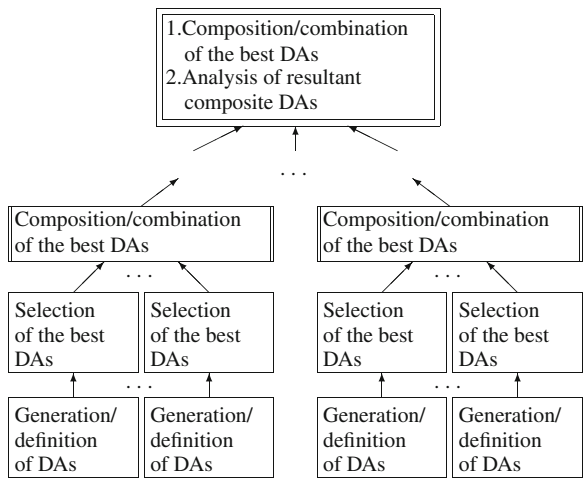 1.Composition/combination
of the best DAs
2.Analysis of resultant
composite DAs
. . .
Composition/combination
of the best DAs
Composition/combination
of the best DAs
. . .
. . .
Selection
of the best
DAs
Selection
of the best
DAs
Selection
of the best
DAs
Selection
of the best
DAs
. . .
. . .
Generation/
definition
of DAs
Generation/
definition
of DAs
Generation/
definition
of DAs
Generation/
definition
of DAs